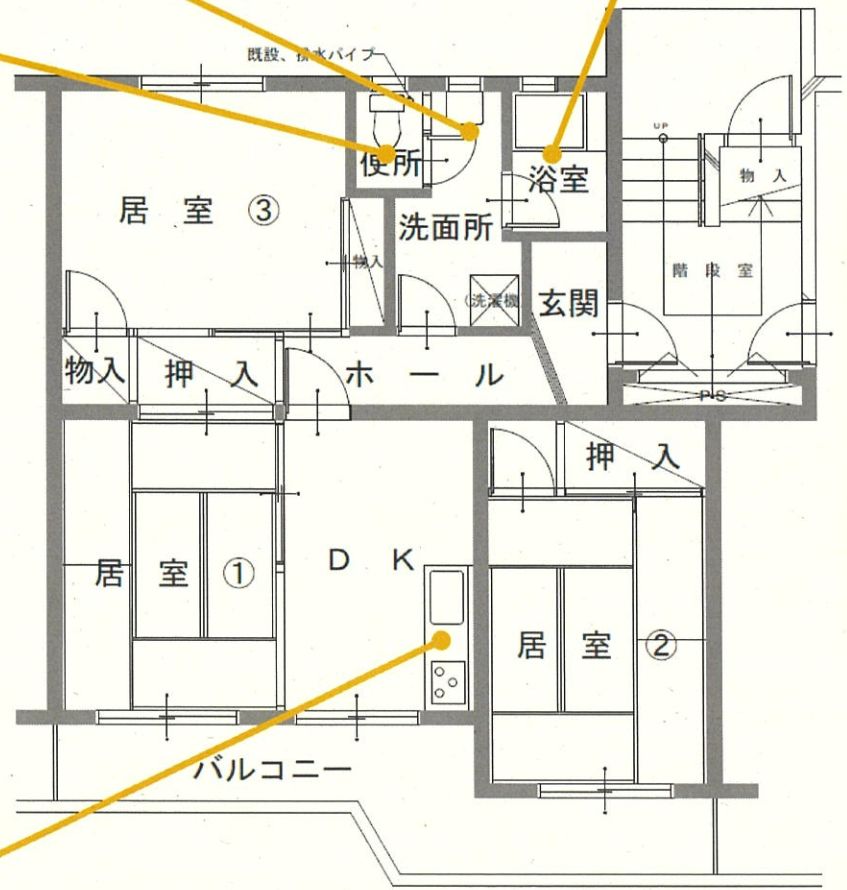 既設、排水パイプ
便所
浴室
UP
物 入
居 室 ③
洗面所
物入
階 段 室
(洗濯機
玄関
物入
押 入
ホ ー ル
PS
押 入
居 室 ①
D K
居 室 ②
バルコニー